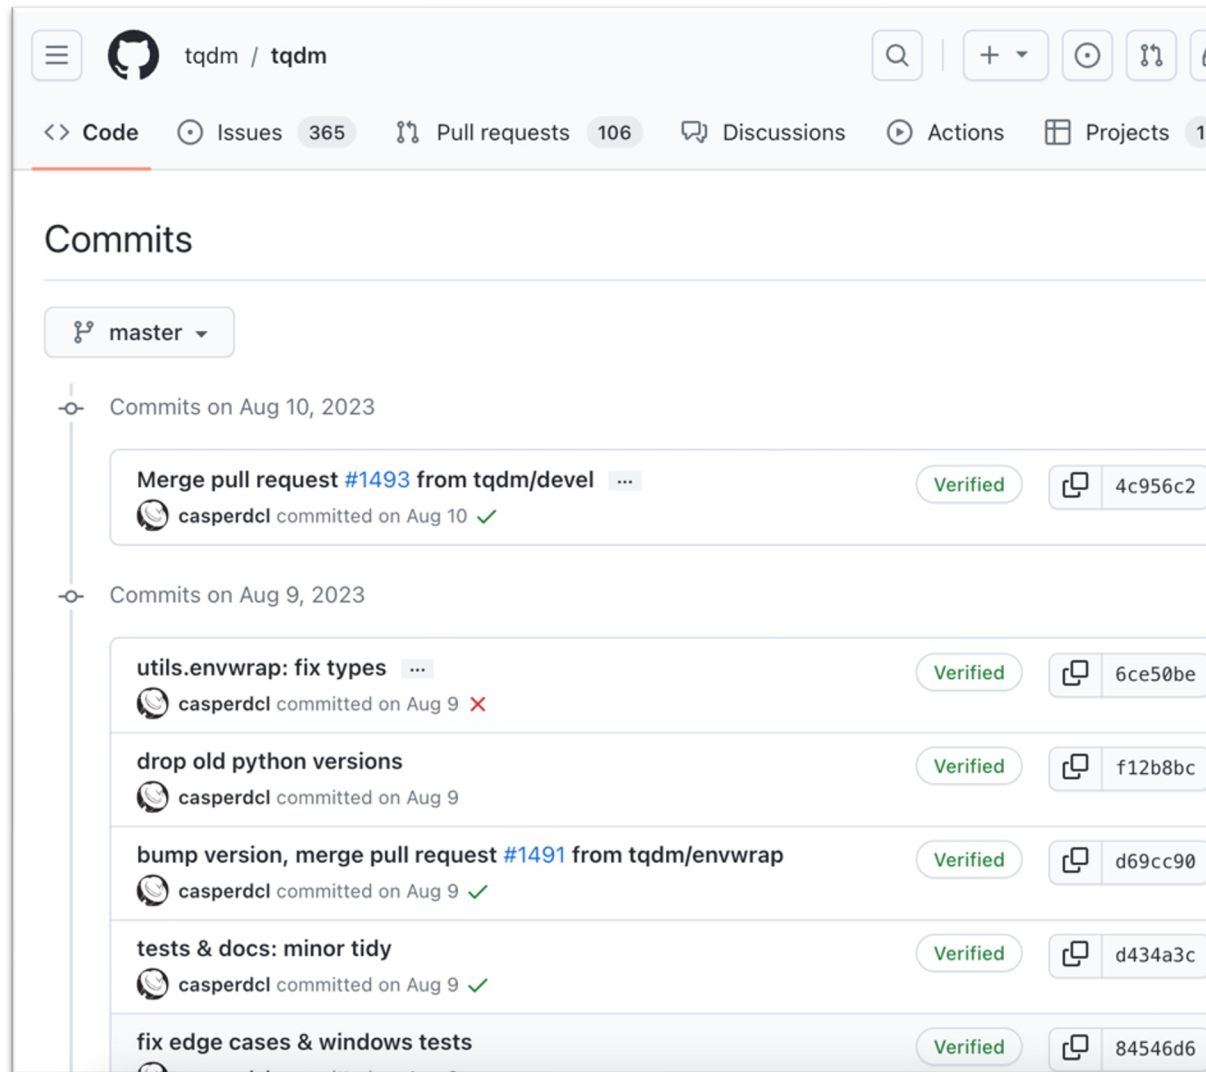 tqdm / tqdm
Code Issues 365 Pull requests 106 Discussions Actions Projects 1
Commits
master
Commits on Aug 10, 2023
Merge pull request #1493 from tqdm/devel ... Verified 4c956c2
casperdcl committed on Aug 10
Commits on Aug 9, 2023
utils.envwrap: fix types ... Verified 6ce50be
casperdcl committed on Aug 9
drop old python versions Verified f12b8bc
casperdcl committed on Aug 9
bump version, merge pull request #1491 from tqdm/envwrap Verified d69cc90
casperdcl committed on Aug 9
tests & docs: minor tidy Verified d434a3c
casperdcl committed on Aug 9
fix edge cases & windows tests Verified 84546d6